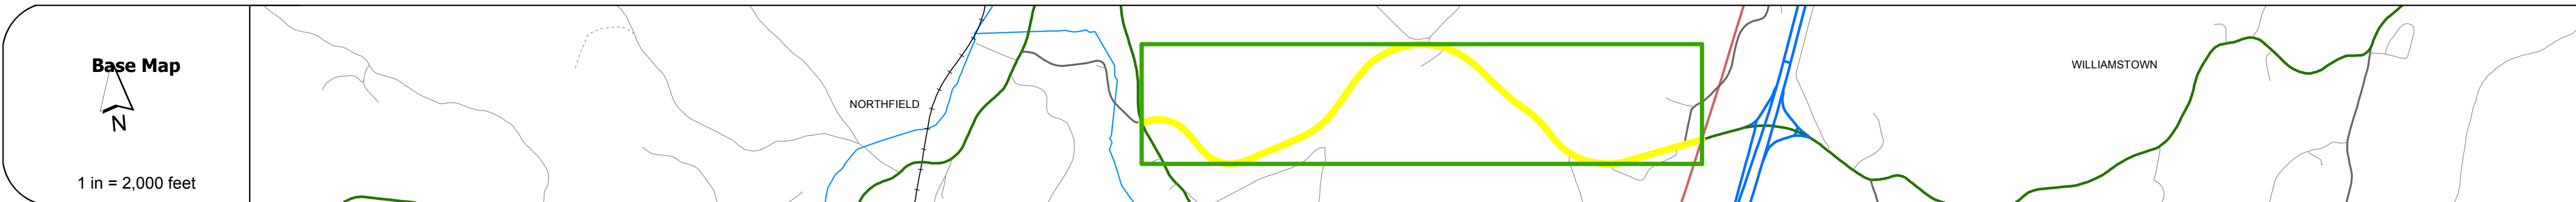 Base Map
N
1 in = 2,000 feet
NORTHFIELD
WILLIAMSTOWN